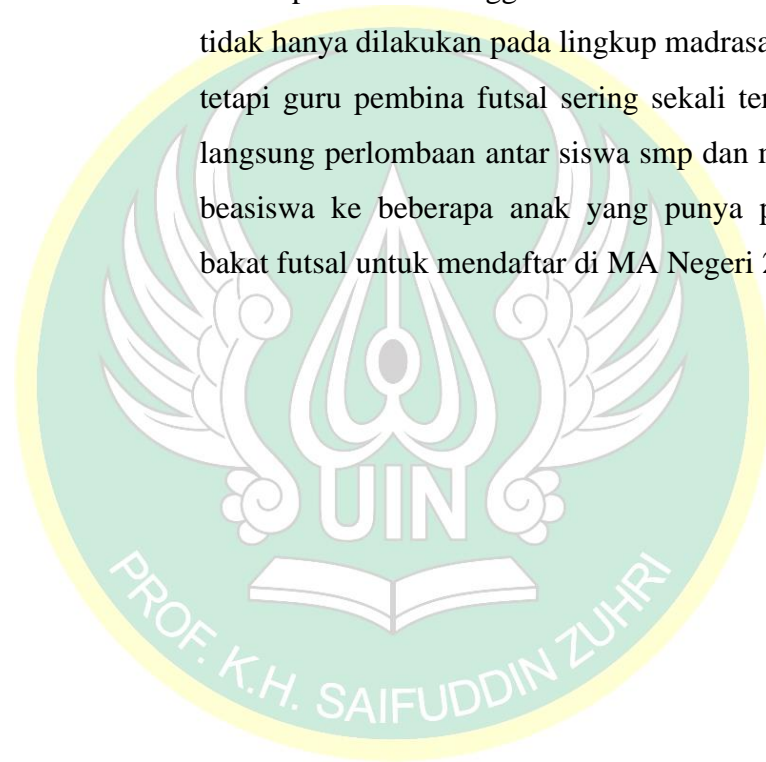 tidak hanya dilakukan pada lingkup madrasa
tetapi guru pembina futsal sering sekali
langsung perlombaan antar siswa smp dan
beasiswa ke beberapa anak yang punya
bakat futsal untuk mendaftar di MA Negeri
UIN
PROF. K.H. SAIFUDDIN ZUHRI